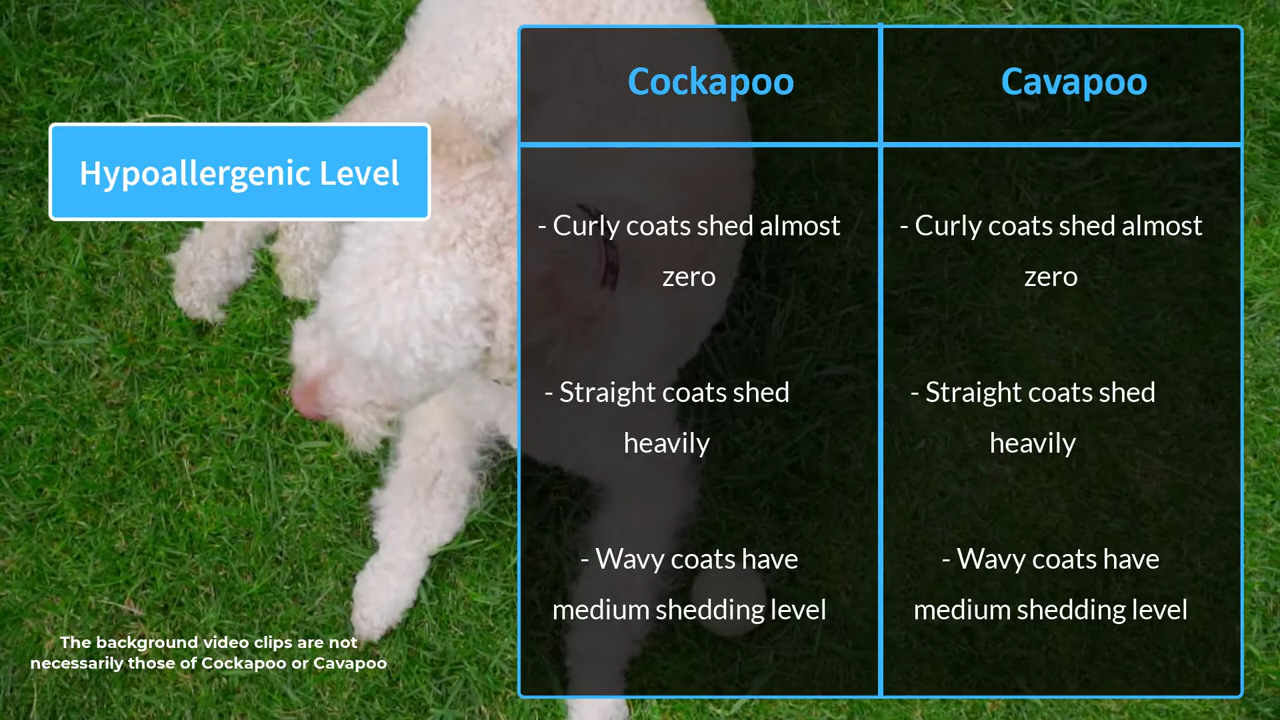 Hypoallergenic Level
Cockapoo
- Curly coats shed almost
zero
- Straight coats shed
heavily
- Wavy coats have
medium shedding level
Cavapoo
- Curly coats shed almost
zero
- Straight coats shed
heavily
- Wavy coats have
medium shedding level
The background video clips are not
necessarily those of Cockapoo or Cavapoo